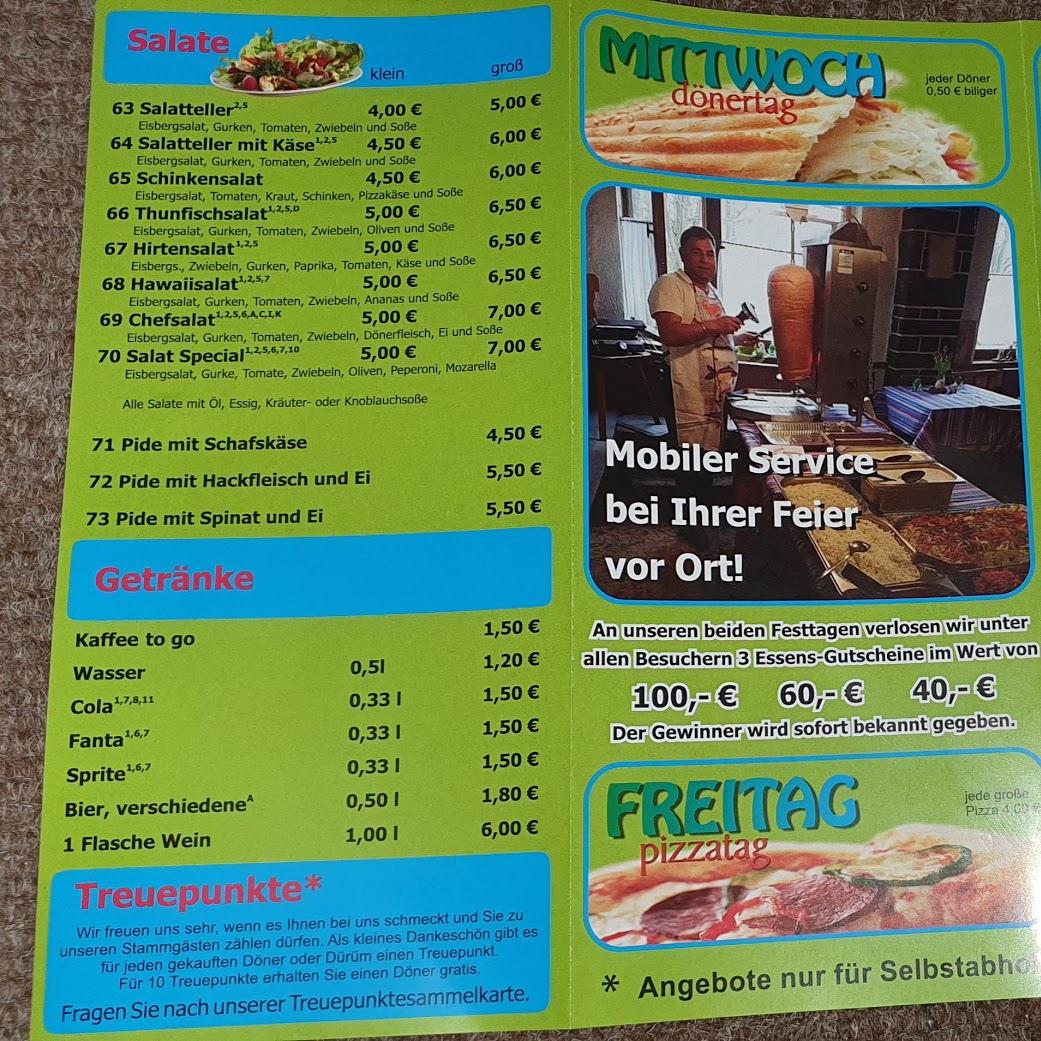 Salate
klein groß
63 Salatteller2,5 4,00 € 5,00 €
Eisbergsalat, Gurken, Tomaten, Zwiebeln und Soße
64 Salatteller mit Käse1,2,5 4,50 € 6,00 €
Eisbergsalat, Gurken, Tomaten, Zwiebeln und Soße
65 Schinkensalat 4,50 € 6,00 €
Eisbergsalat, Tomaten, Kraut, Schinken, Pizzakäse und Soße
66 Thunfischsalat1,2,5,D 5,00 € 6,50 €
Eisbergsalat, Gurken, Tomaten, Zwiebeln, Oliven und Soße
67 Hirtensalat1,2,5 5,00 € 6,50 €
Eisbergs., Zwiebeln, Gurken, Paprika, Tomaten, Käse und Soße
68 Hawaiisalat1,2,5,7 5,00 € 6,50 €
Eisbergsalat, Gurken, Tomaten, Zwiebeln, Ananas und Soße
69 Chefsalat1,2,5,6,A,C,I,K 5,00 € 7,00 €
Eisbergsalat, Gurken, Tomaten, Zwiebeln, Dönerfleisch, Ei und Soße
70 Salat Special1,2,5,6,7,10 5,00 € 7,00 €
Eisbergsalat, Gurke, Tomate, Zwiebeln, Oliven, Peperoni, Mozarella
Alle Salate mit Öl, Essig, Kräuter- oder Knoblauchsoße
71 Pide mit Schafskäse 4,50 €
72 Pide mit Hackfleisch und Ei 5,50 €
73 Pide mit Spinat und Ei 5,50 €
Getränke
Kaffee to go 1,50 €
Wasser 0,5l 1,20 €
Cola1,7,8,11 0,33 l 1,50 €
Fanta1,6,7 0,33 l 1,50 €
Sprite1,6,7 0,33 l 1,50 €
Bier, verschiedeneA 0,50 l 1,80 €
1 Flasche Wein 1,00 l 6,00 €
Treuepunkte*
Wir freuen uns sehr, wenn es Ihnen bei uns schmeckt und Sie zu
unseren Stammgästen zählen dürfen. Als kleines Dankeschön gibt es
für jeden gekauften Döner oder Dürüm einen Treuepunkt.
Für 10 Treuepunkte erhalten Sie einen Döner gratis.
Fragen Sie nach unserer Treuepunktesammelkarte.
MITTWOCH
dönertag
jeder Döner
0,50 € biliger
Mobiler Service
bei Ihrer Feier
vor Ort!
An unseren beiden Festtagen verlosen wir unter
allen Besuchern 3 Essens-Gutscheine im Wert von
100,- € 60,- € 40,- €
Der Gewinner wird sofort bekannt gegeben.
FREITAG
pizzatag
jede große
Pizza 4,00 €
* Angebote nur für